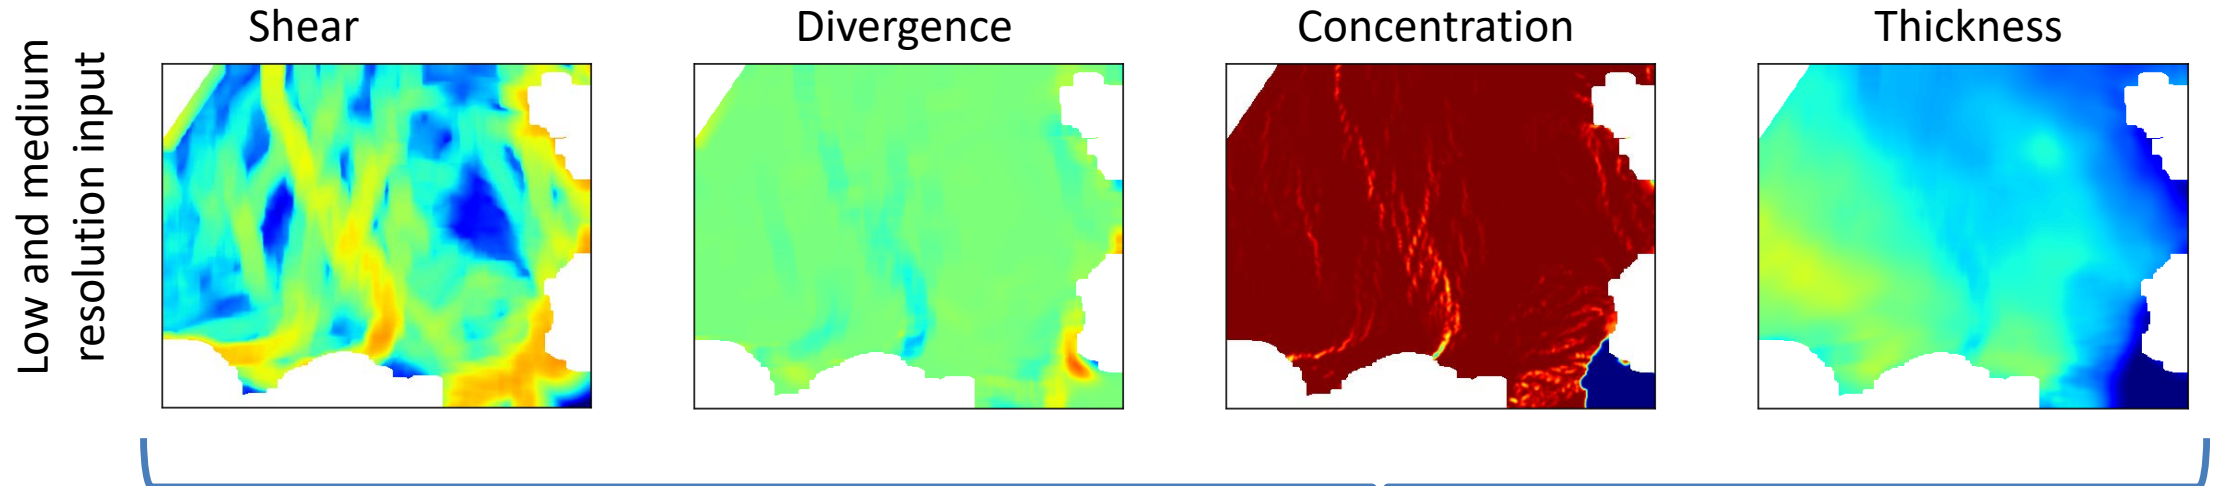 Shear
Divergence
Concentration
Thickness
Low and medium
resolution input